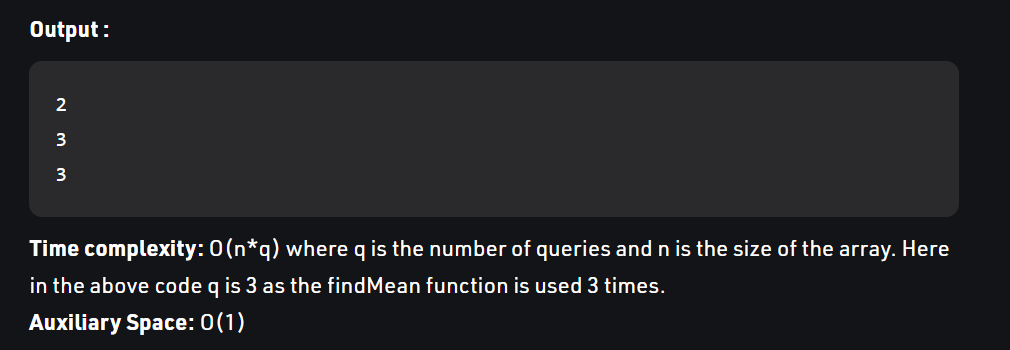 Output :
2
3
3
Time complexity: O(n*q) where q is the number of queries and n is the size of the array. Here
in the above code q is 3 as the findMean function is used 3 times.
Auxiliary Space: O(1)